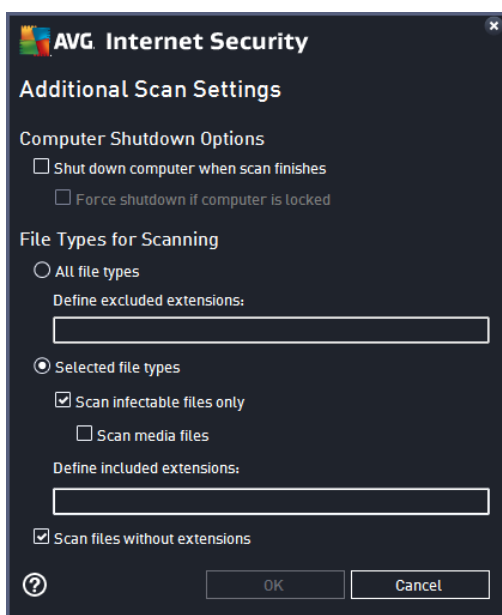 AVG. Internet Security
Additional Scan Settings
Computer Shutdown Options
Shut down computer when scan finishes
Force shutdown if computer is locked
File Types for Scanning
All file types
Define excluded extensions:
Selected file types
Scan infectable files only
Scan media files
Define included extensions:
Scan files without extensions
? OK Cancel